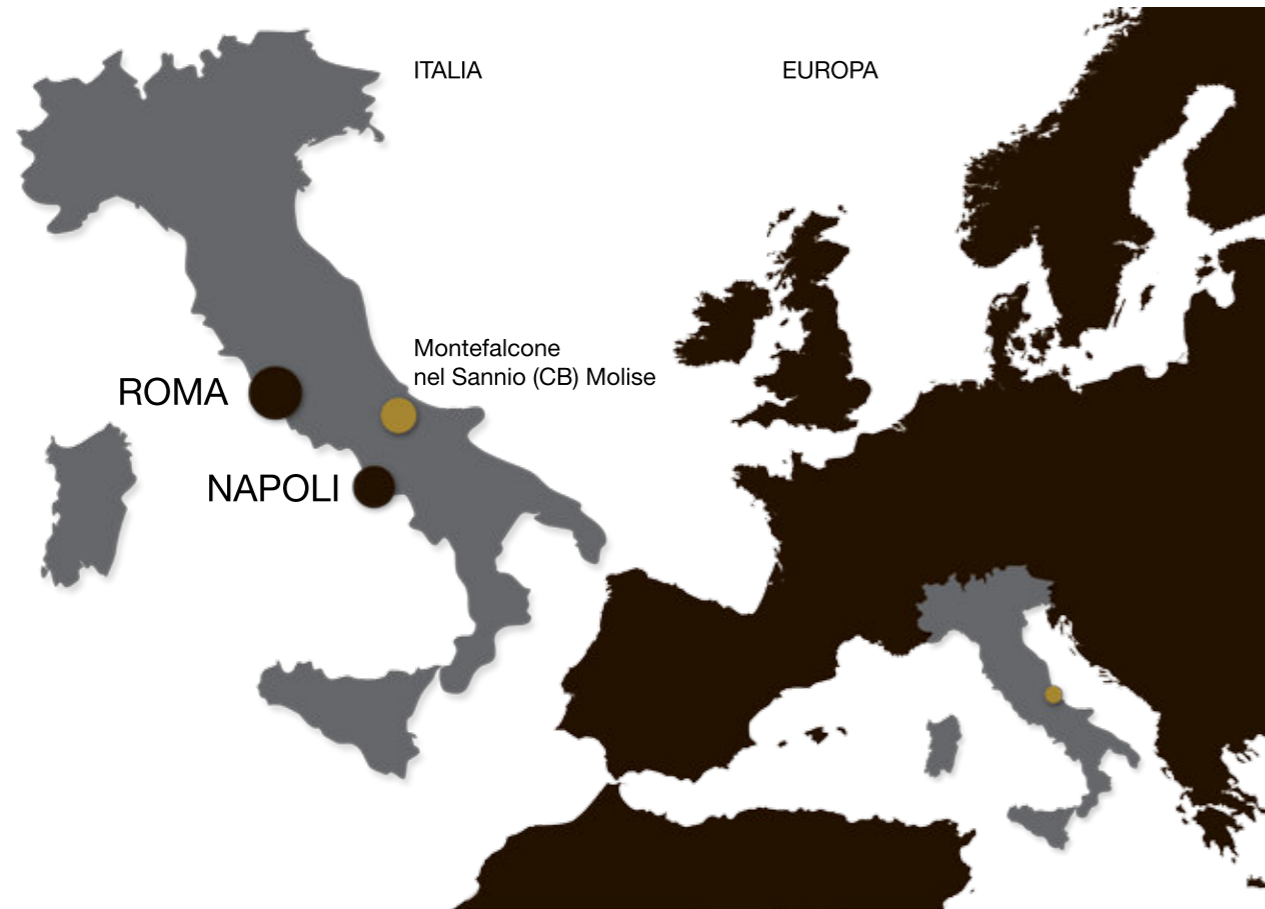 ITALIA
EUROPA
Montefalcone
nel Sannio (CB) Molise
ROMA
NAPOLI